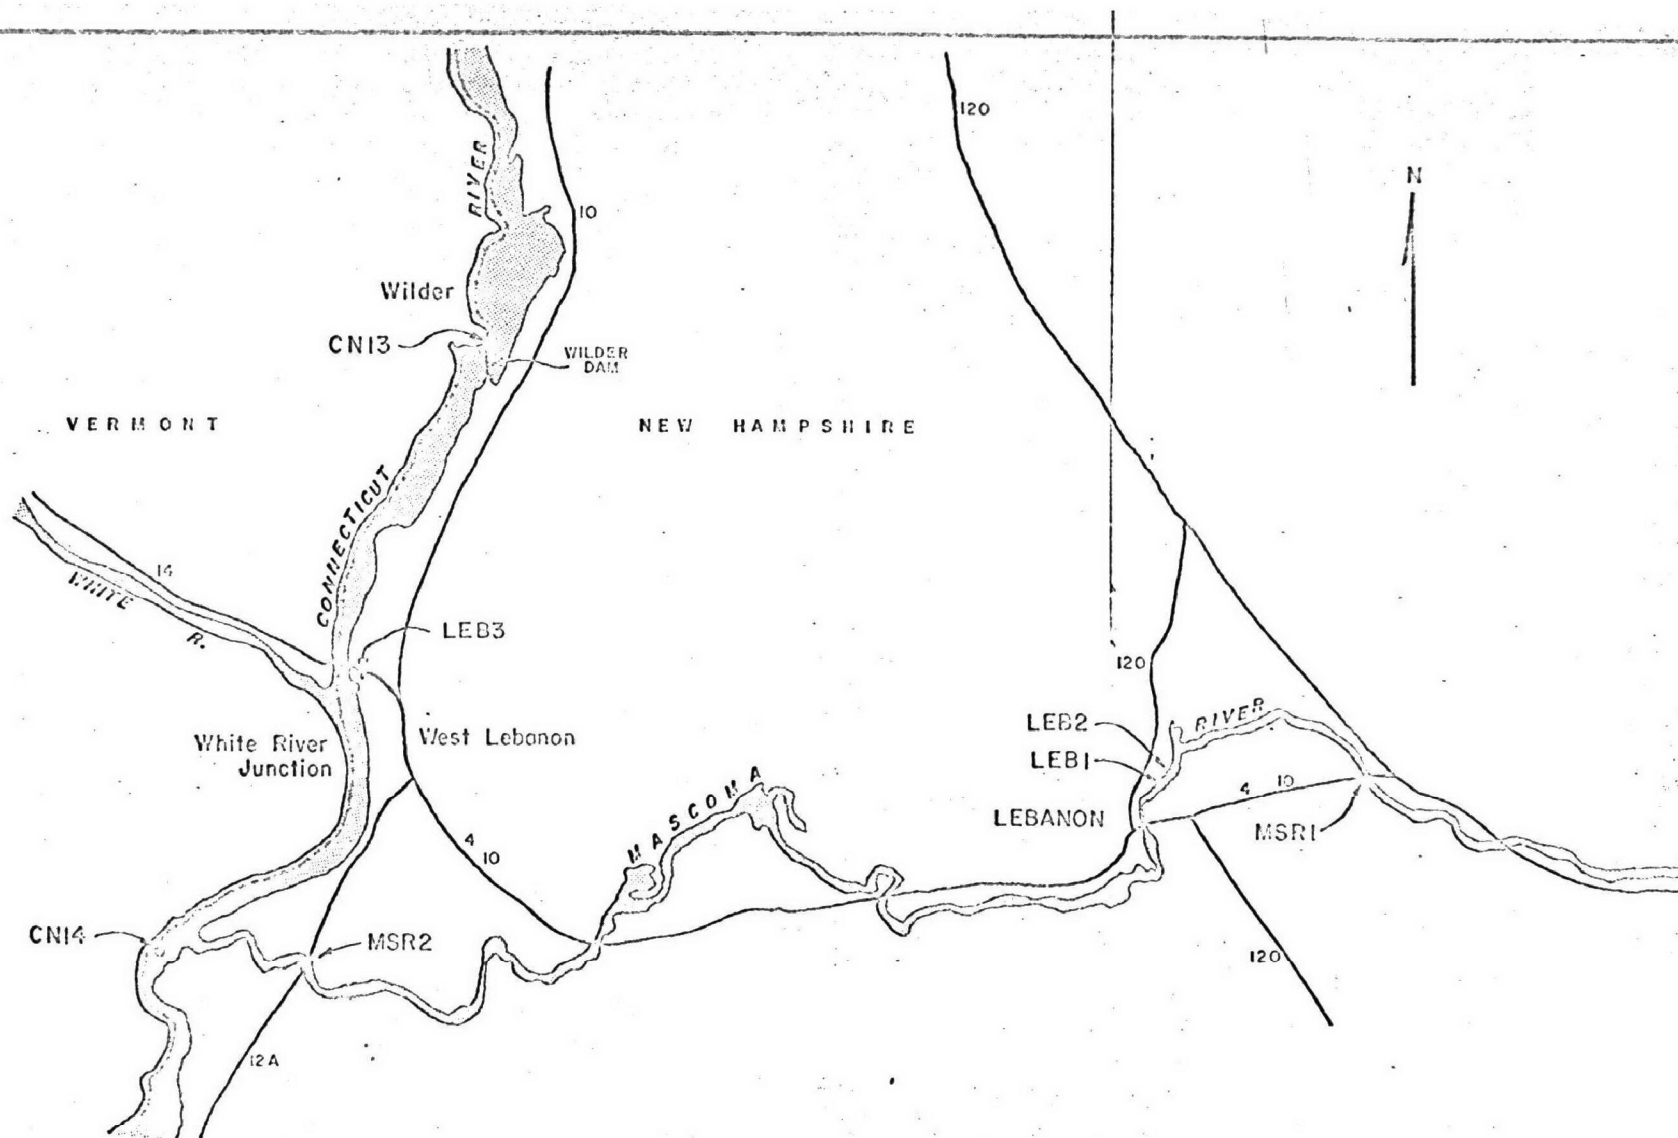 120
N
RIVER
10
Wilder
CN13
WILDER
DAM
VERMONT
NEW HAMPSHIRE
CONNECTICUT
14
WHITE
R.
LEB3
120
LEB2
RIVER
LEB1
White River
Junction
West Lebanon
MASCOMA
4
10
LEBANON
MSR1
4
10
CN14
MSR2
120
12A